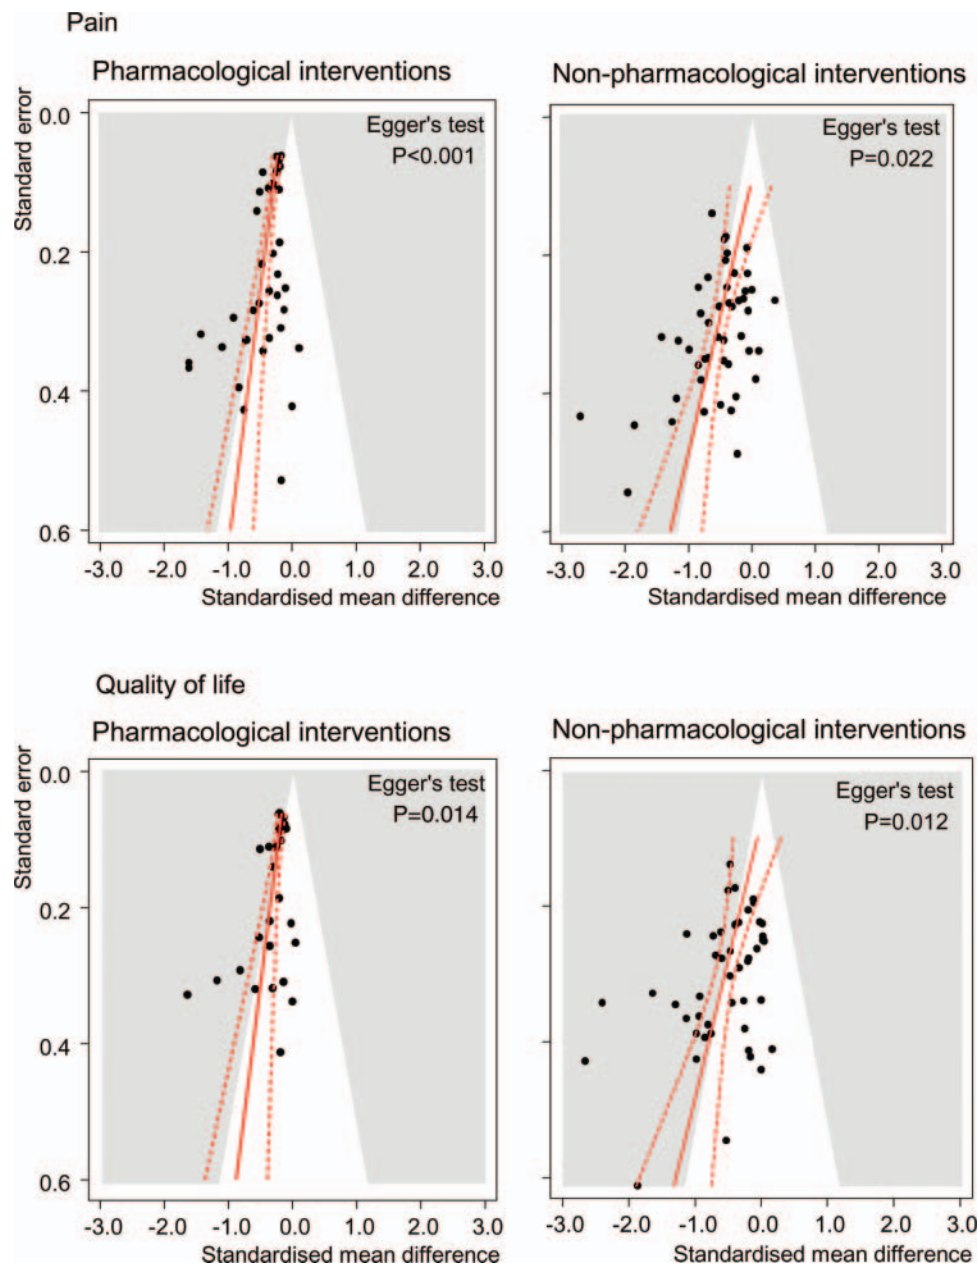 Pain
Pharmacological interventions
Egger's test
P<0.001
Standard error
0.0
0.2
0.4
0.6
-3.0 -2.0 -1.0 0.0 1.0 2.0 3.0
Standardised mean difference
Non-pharmacological interventions
Egger's test
P=0.022
-3.0 -2.0 -1.0 0.0 1.0 2.0 3.0
Standardised mean difference
Quality of life
Pharmacological interventions
Egger's test
P=0.014
Standard error
0.0
0.2
0.4
0.6
-3.0 -2.0 -1.0 0.0 1.0 2.0 3.0
Standardised mean difference
Non-pharmacological interventions
Egger's test
P=0.012
-3.0 -2.0 -1.0 0.0 1.0 2.0 3.0
Standardised mean difference